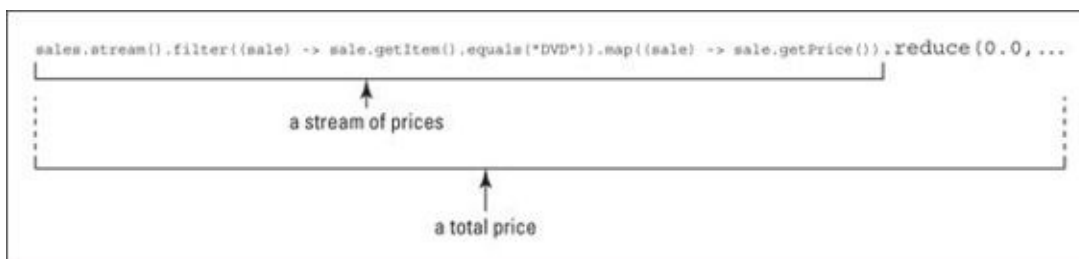 sales.stream().filter((sale) -> sale.getItem().equals("DVD")).map((sale) -> sale.getPrice()).reduce(0.0,...
a stream of prices
a total price